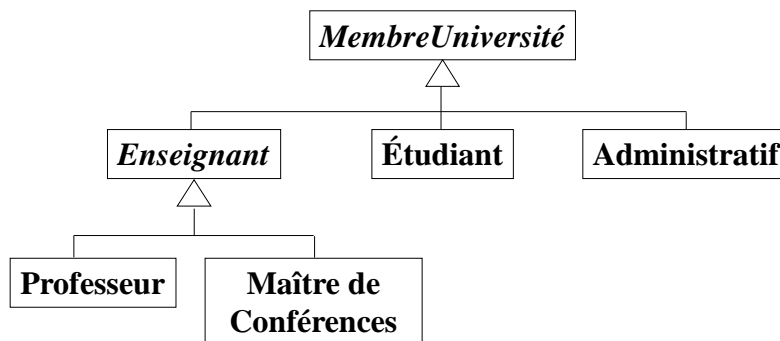 MembreUniversité
Enseignant
Étudiant
Administratif
Professeur
Maître de
Conférences